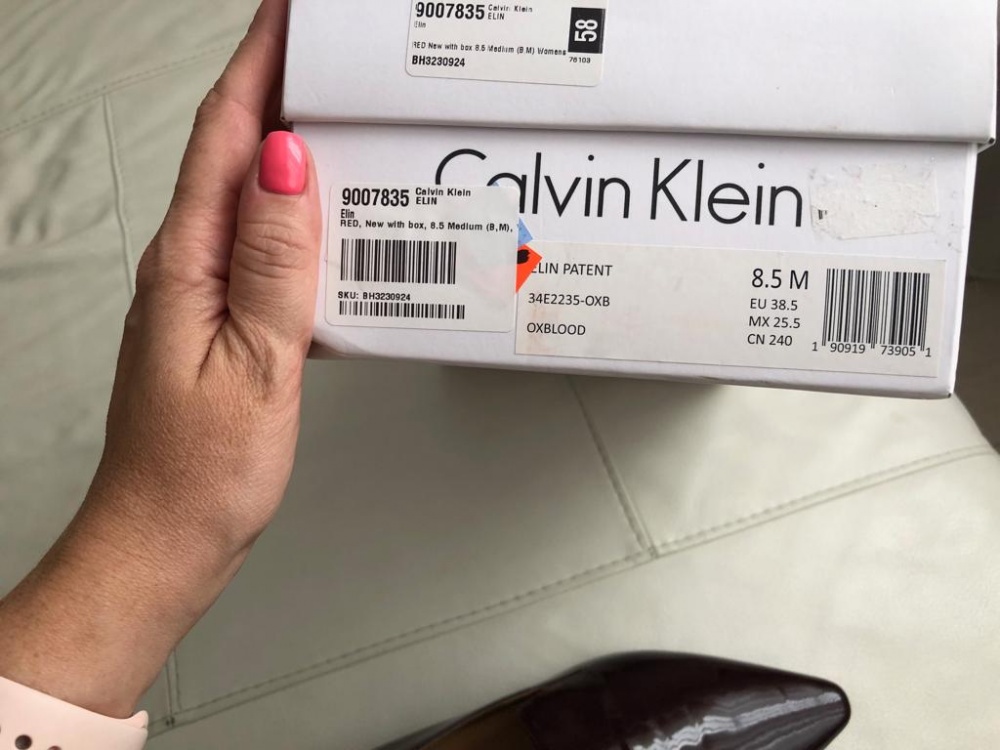 9007835 Calvin Klein
ELIN
Elin
58
RED New with box 8.5 Medium (B,M) Womens
BH3230924
76103
Calvin Klein
9007835 Calvin Klein
ELIN
Elin
RED, New with box, 8.5 Medium (B,M),
SKU: BH3230924
ELIN PATENT
34E2235-OXB
OXBLOOD
8.5 M
EU 38.5
MX 25.5
CN 240
1 90919 73905 1